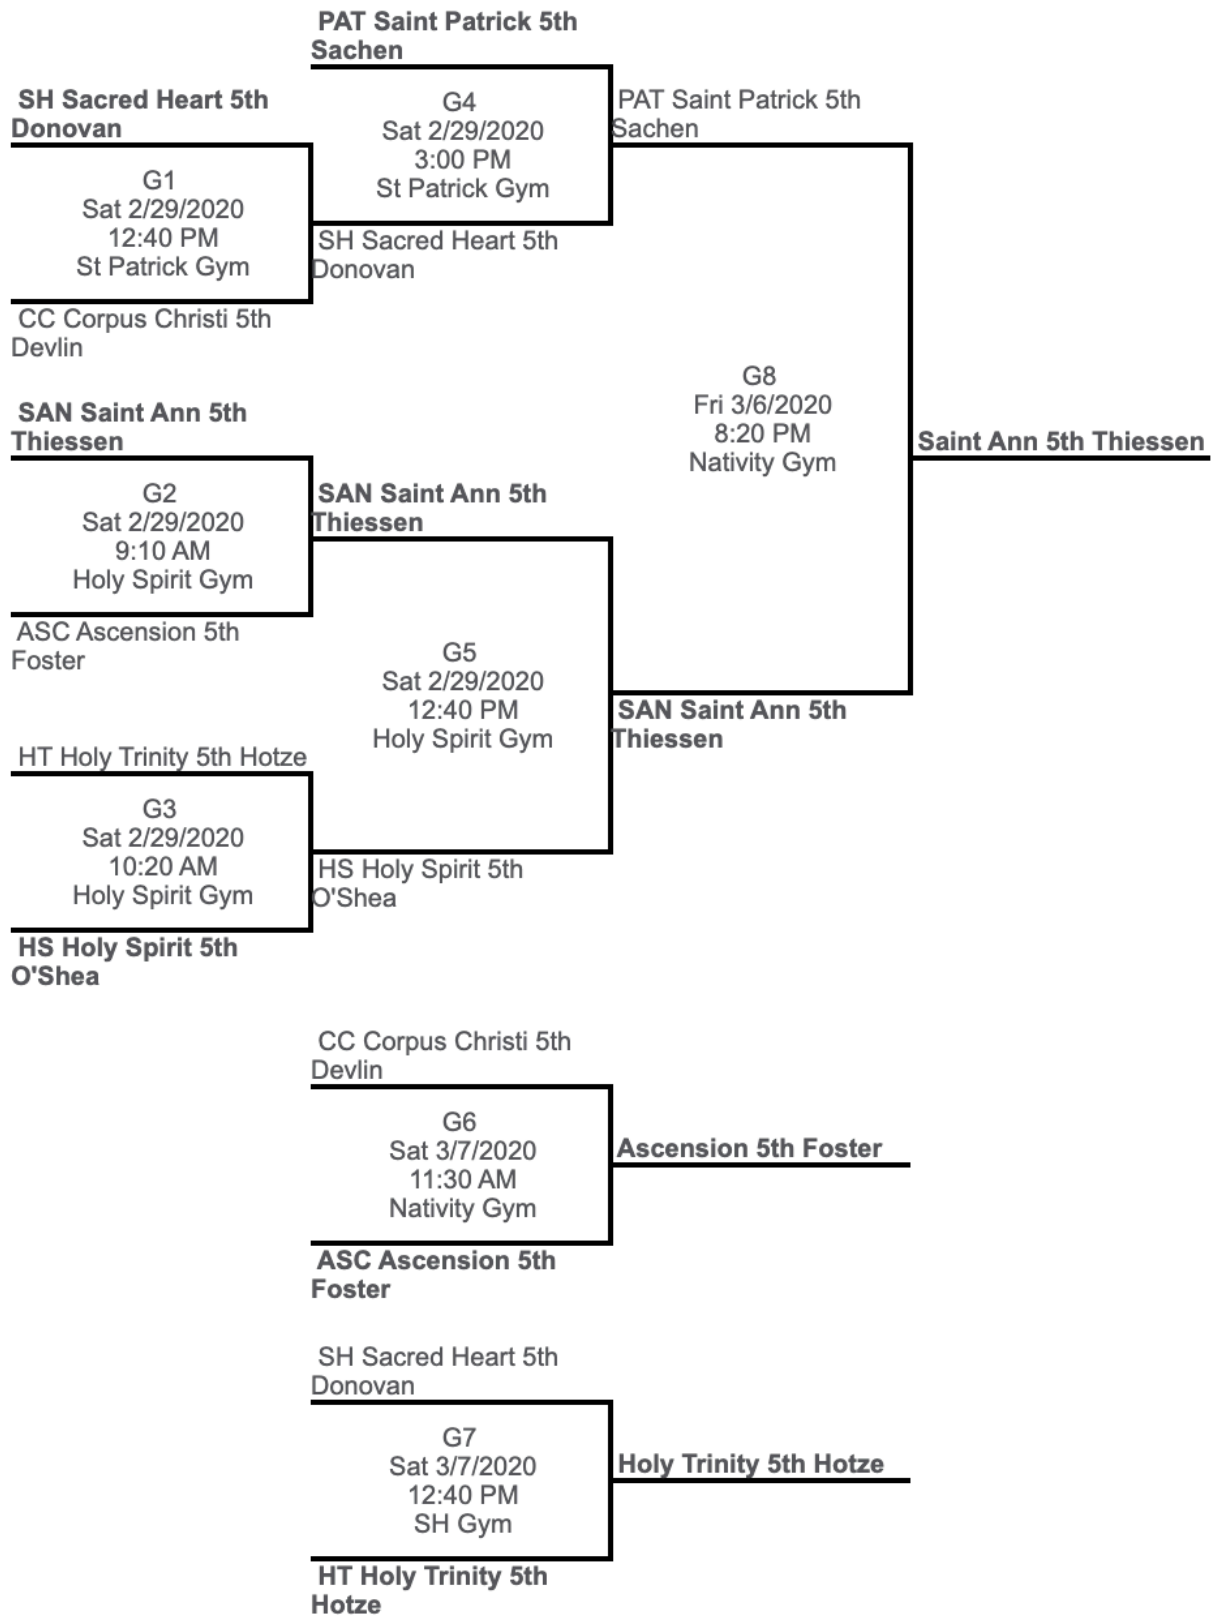 PAT Saint Patrick 5th
Sachen
SH Sacred Heart 5th
Donovan
G4
Sat 2/29/2020
3:00 PM
St Patrick Gym
PAT Saint Patrick 5th
Sachen
G1
Sat 2/29/2020
12:40 PM
St Patrick Gym
SH Sacred Heart 5th
Donovan
CC Corpus Christi 5th
Devlin
G8
Fri 3/6/2020
8:20 PM
Nativity Gym
Saint Ann 5th Thiessen
SAN Saint Ann 5th
Thiessen
G2
Sat 2/29/2020
9:10 AM
Holy Spirit Gym
SAN Saint Ann 5th
Thiessen
ASC Ascension 5th
Foster
G5
Sat 2/29/2020
12:40 PM
Holy Spirit Gym
SAN Saint Ann 5th
Thiessen
HT Holy Trinity 5th Hotze
G3
Sat 2/29/2020
10:20 AM
Holy Spirit Gym
HS Holy Spirit 5th
O'Shea
HS Holy Spirit 5th
O'Shea
CC Corpus Christi 5th
Devlin
G6
Sat 3/7/2020
11:30 AM
Nativity Gym
Ascension 5th Foster
ASC Ascension 5th
Foster
SH Sacred Heart 5th
Donovan
G7
Sat 3/7/2020
12:40 PM
SH Gym
Holy Trinity 5th Hotze
HT Holy Trinity 5th
Hotze